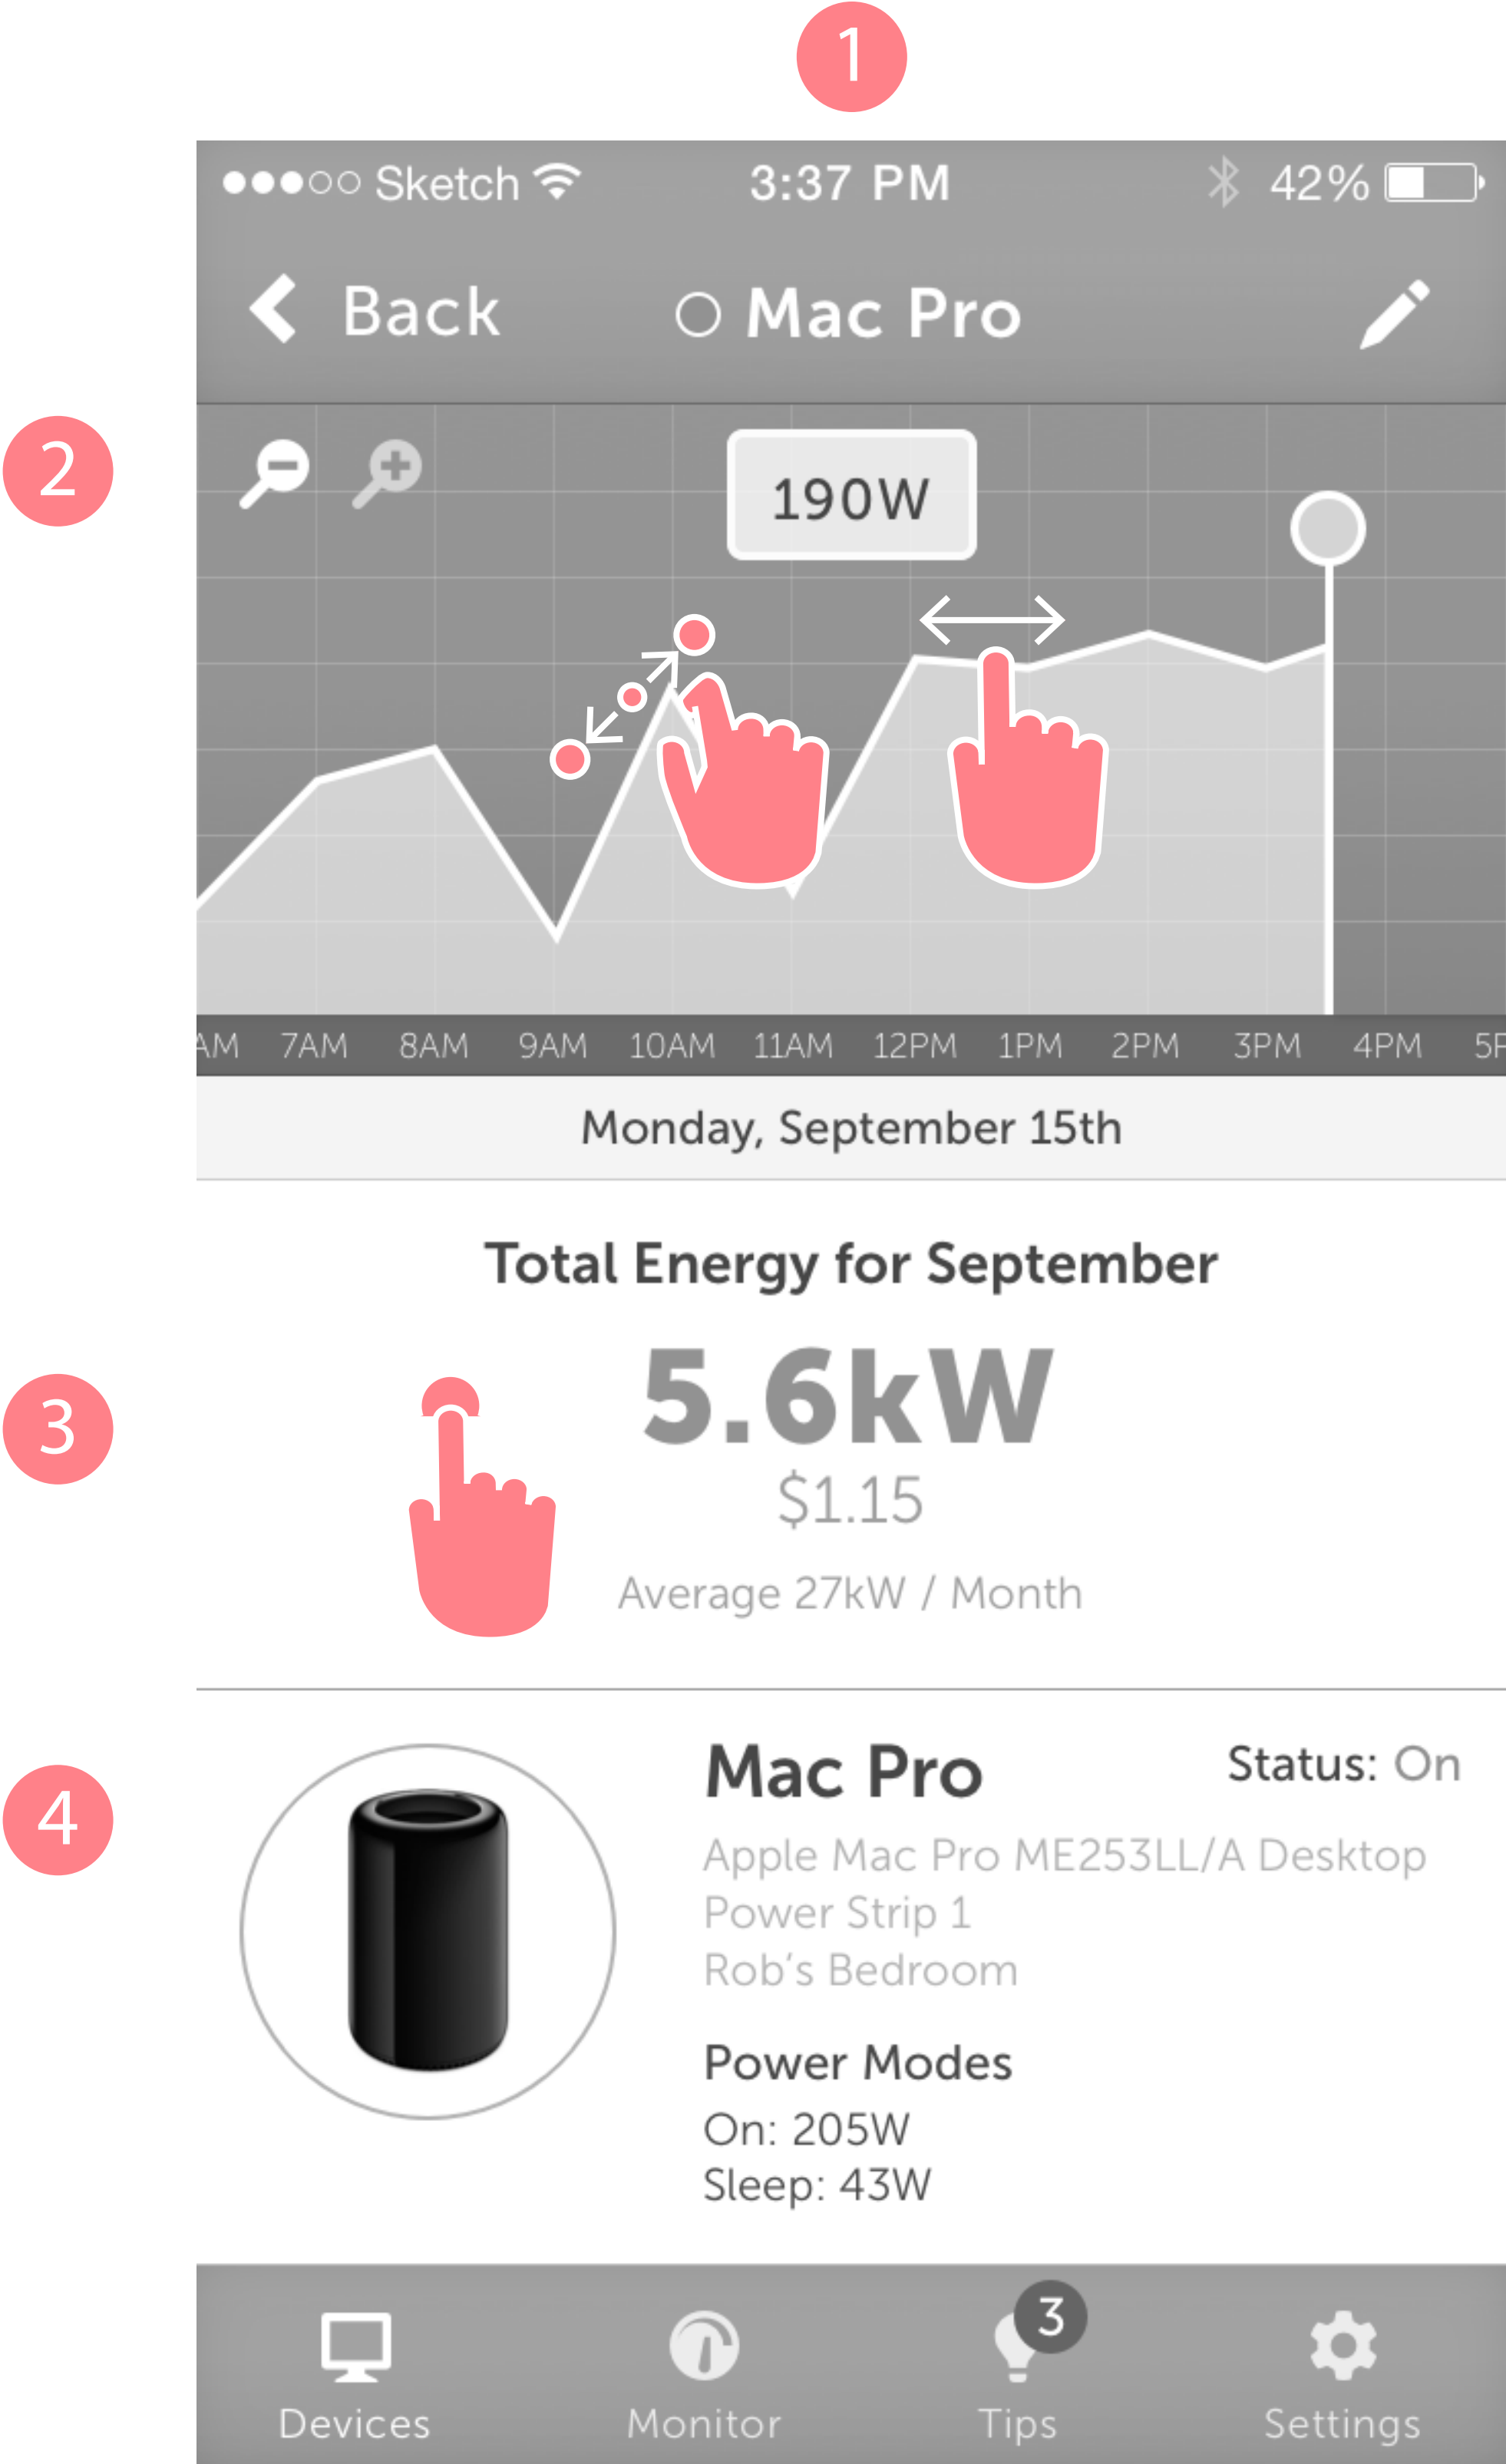 1
Sketch 3:37 PM 42%
Back Mac Pro
2
190W
AM 7AM 8AM 9AM 10AM 11AM 12PM 1PM 2PM 3PM 4PM 5P
Monday, September 15th
Total Energy for September
3
5.6kW
$1.15
Average 27kW / Month
4
Mac Pro
Status: On
Apple Mac Pro ME253LL/A Desktop
Power Strip 1
Rob’s Bedroom
Power Modes
On: 205W
Sleep: 43W
3
Devices Monitor Tips Settings